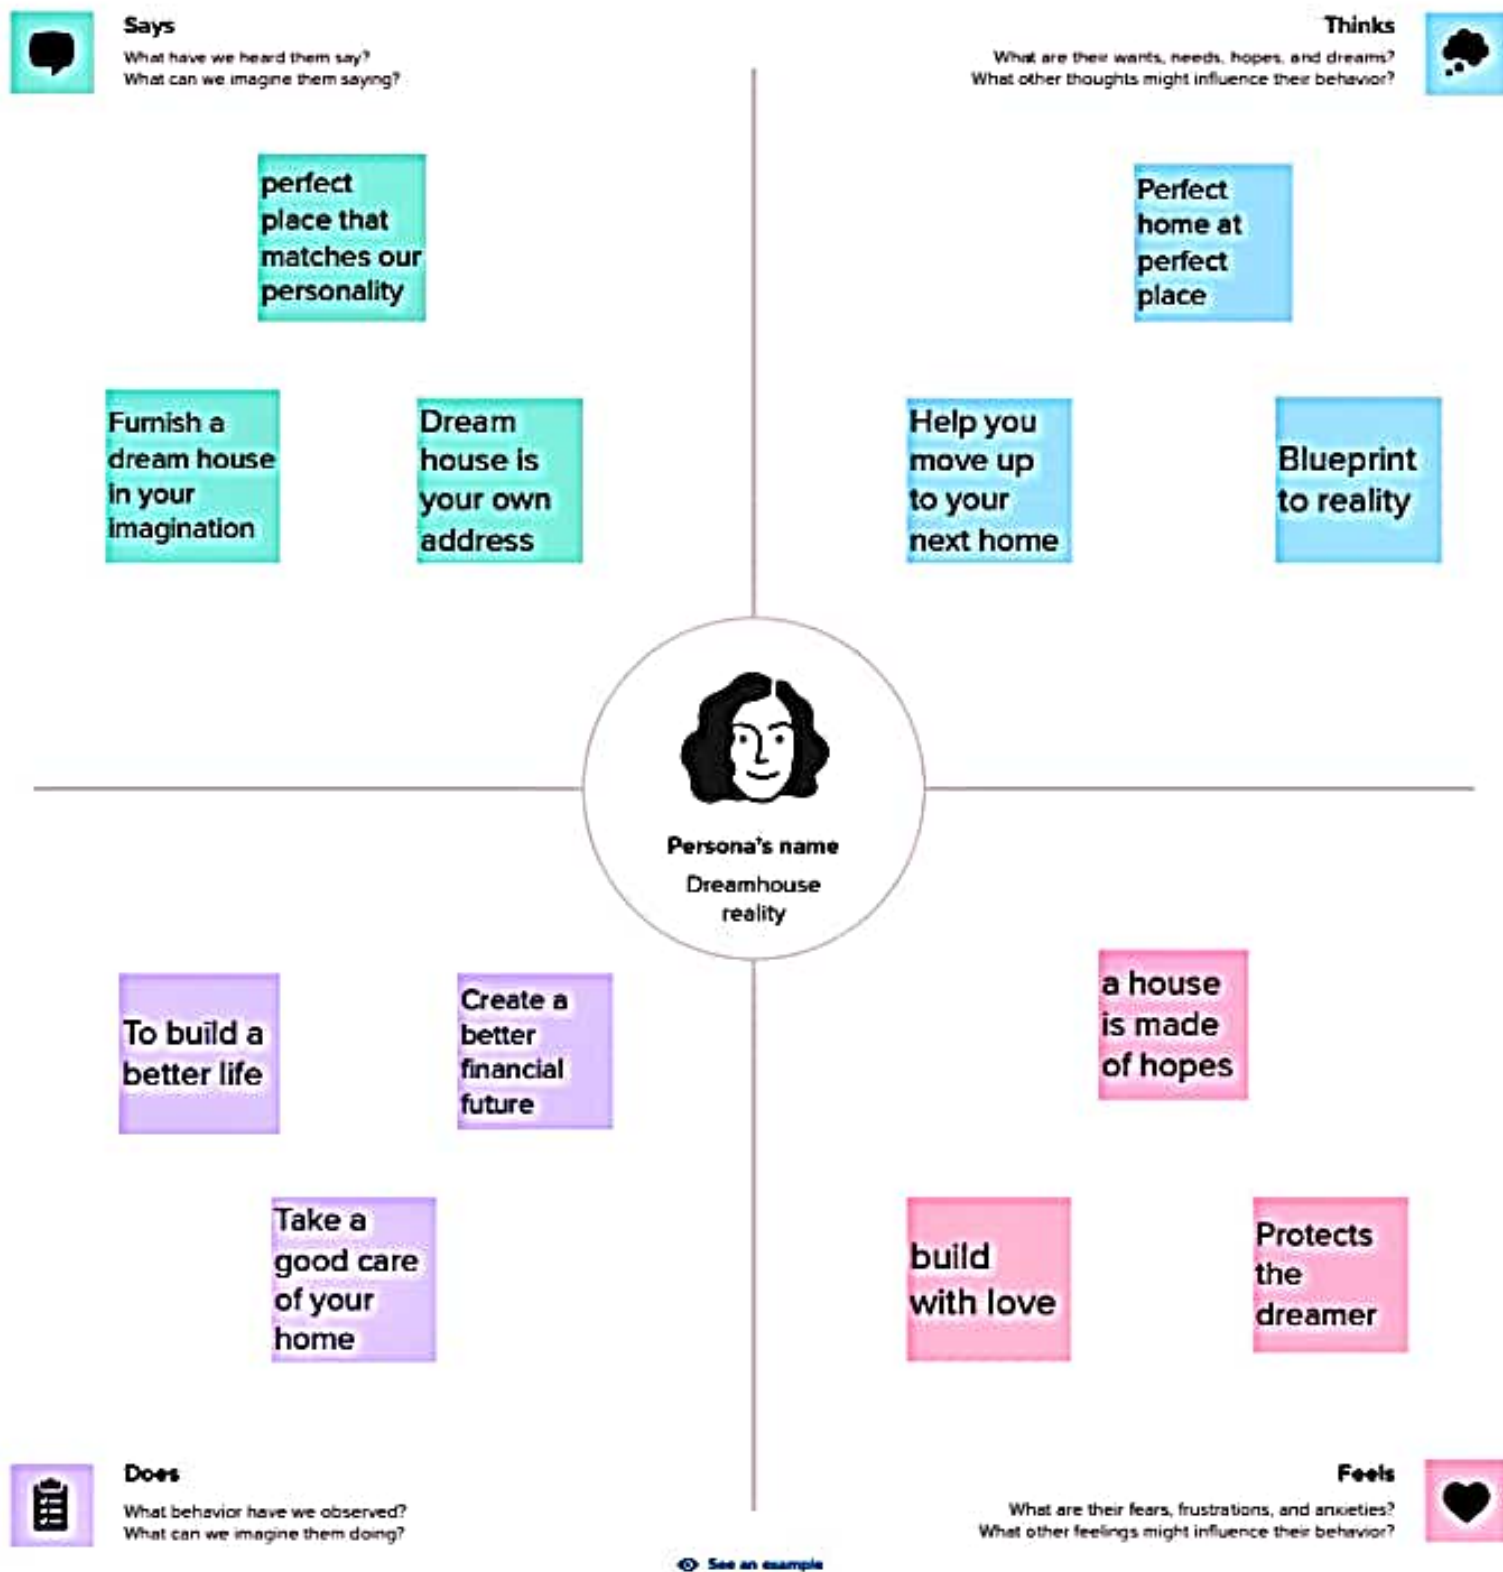 Says
What have we heard them say?
What can we imagine them saying?
Thinks
What are their wants, needs, hopes, and dreams?
What other thoughts might influence their behavior?
perfect
place that
matches our
personality
Furnish a
dream house
in your
imagination
Dream
house is
your own
address
Perfect
home at
perfect
place
Help you
move up
to your
next home
Blueprint
to reality
Persona's name
Dreamhouse
reality
To build a
better life
Create a
better
financial
future
Take a
good care
of your
home
a house
is made
of hopes
build
with love
Protects
the
dreamer
Does
What behavior have we observed?
What can we imagine them doing?
Feels
What are their fears, frustrations, and anxieties?
What other feelings might influence their behavior?
See an example